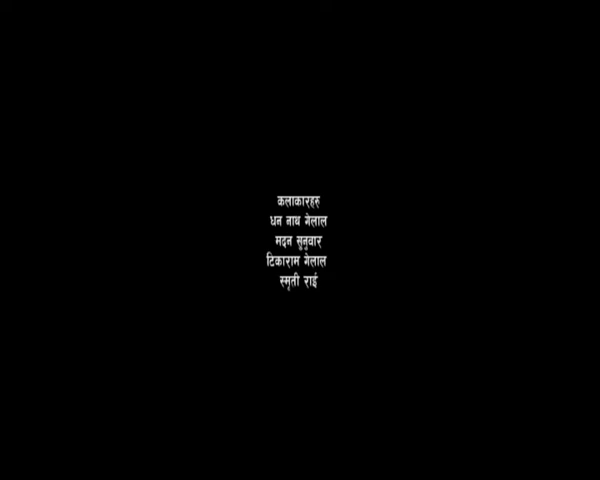 कलाकारहरु
धन नाथ गेलाल
मदन सुनुवार
टिकाराम गेलाल
स्मृती राई